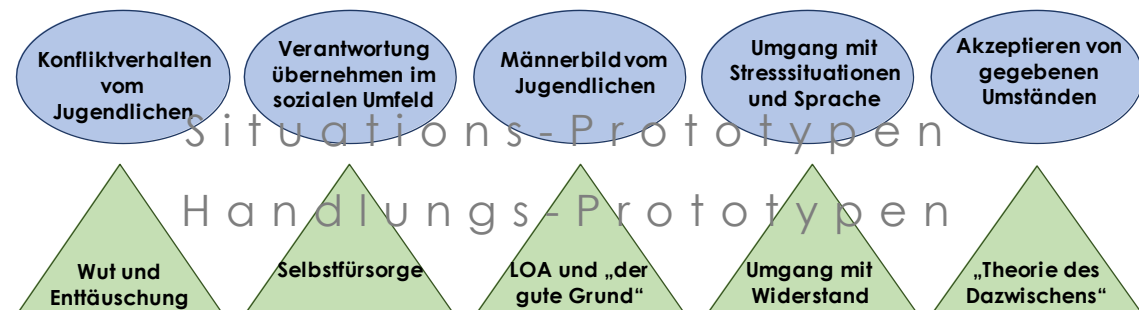 Konfliktverhalten
vom
Jugendlichen
Verantwortung
übernehmen im
sozialen Umfeld
Männerbild vom
Jugendlichen
Umgang mit
Stresssituationen
und Sprache
Akzeptieren von
gegebenen
Umständen
Situations-Prototypen
Handlungs-Prototypen
Wut und
Enttäuschung
Selbstfürsorge
LOA und „der
gute Grund“
Umgang mit
Widerstand
„Theorie des
Dazwischens“